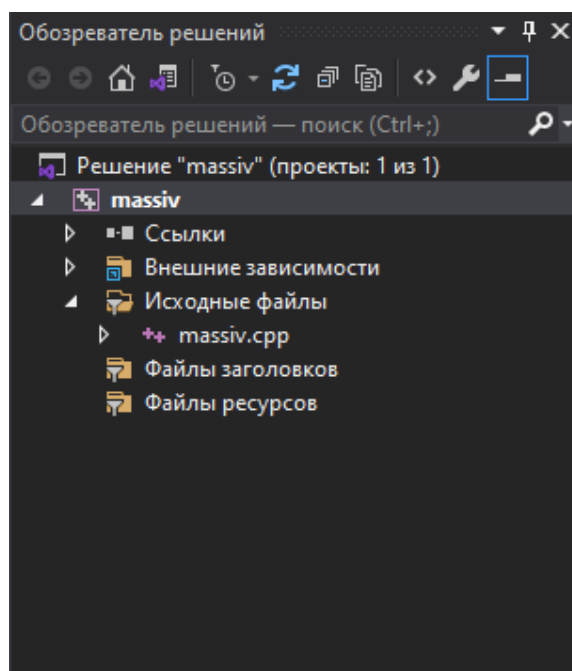 Обозреватель решений
Обозреватель решений — поиск (Ctrl+;)
Решение "massiv" (проекты: 1 из 1)
massiv
Ссылки
Внешние зависимости
Исходные файлы
massiv.cpp
Файлы заголовков
Файлы ресурсов